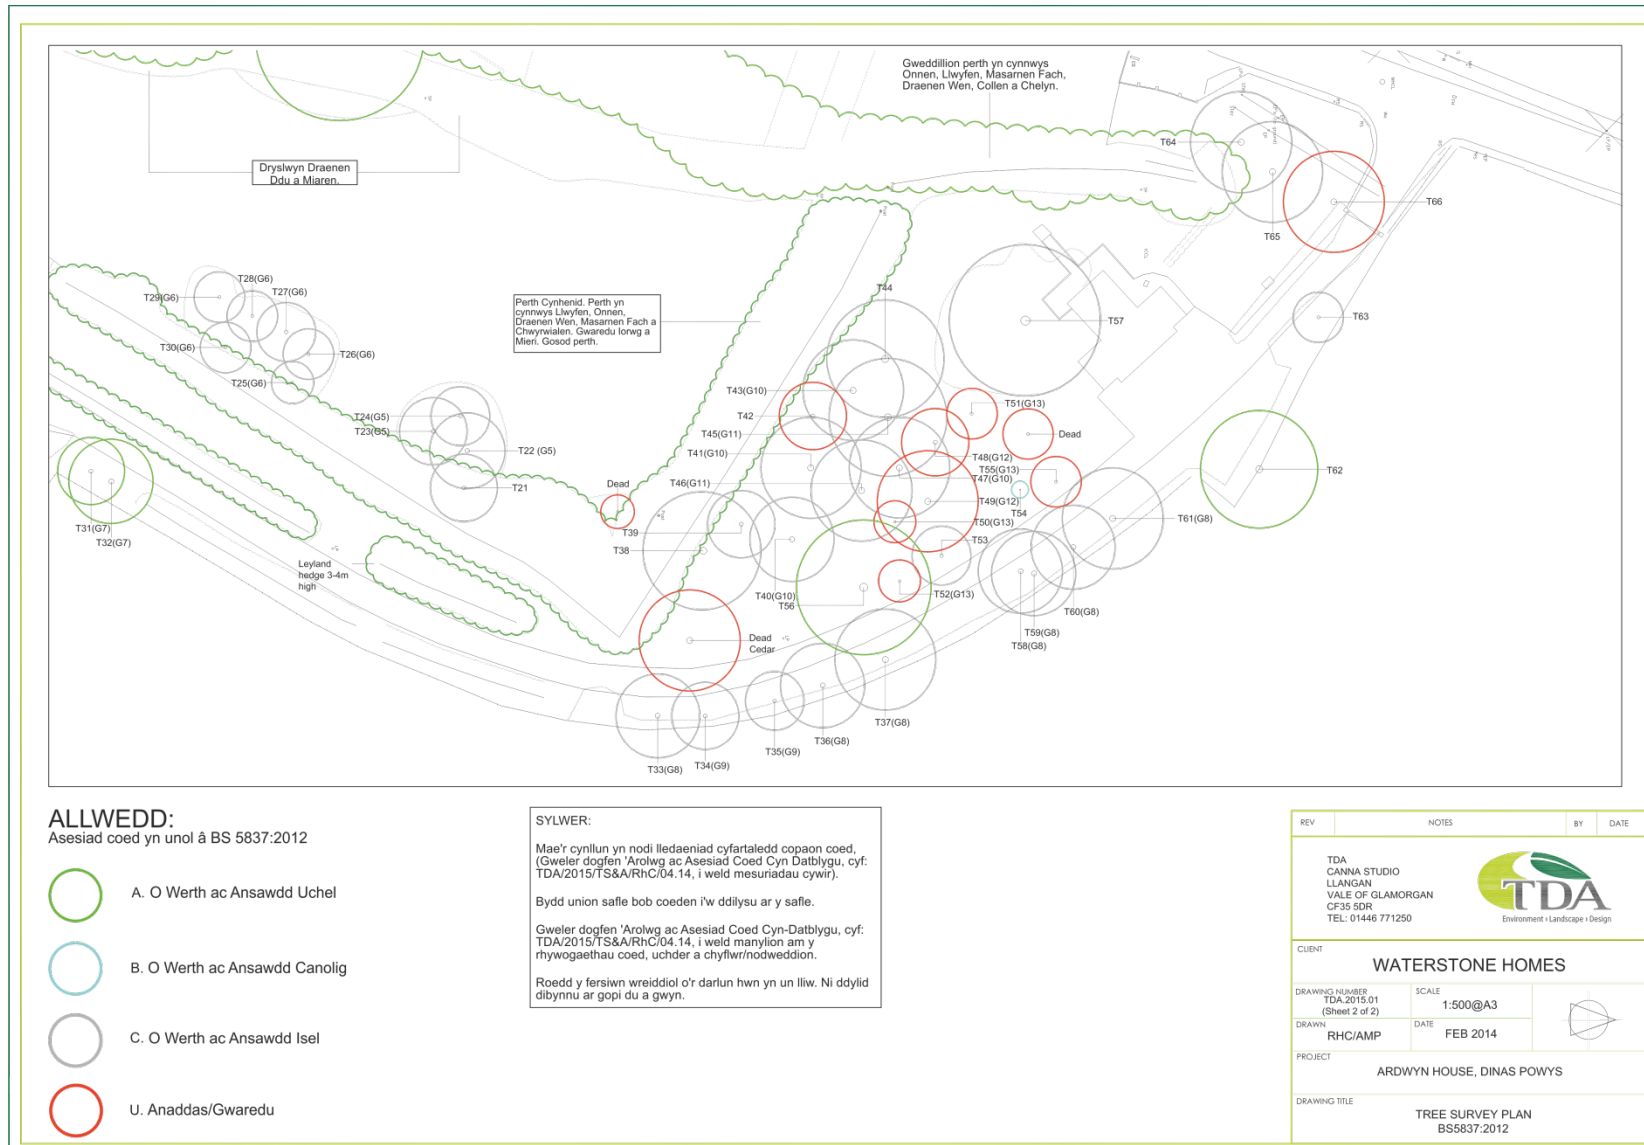 Gweddillion perth yn cynnwys
Onnen, Llwyfen, Masarnen Fach,
Draenen Wen, Collen a Chelyn.
Dryslwyn Draenen
Ddu a Miaren.
T64
T65
T66
T28(G6)
T29(G6)
T27(G6)
T30(G6)
T26(G6)
T25(G6)
Perth Cynhenid. Perth yn
cynnwys Llwyfen, Onnen,
Draenen Wen, Masarnen Fach a
Chwyrwialen. Gwaredu Iorwg a
Mieri. Gosod perth.
T44
T57
T63
T43(G10)
T42
T45(G11)
T41(G10)
T46(G11)
T51(G13)
Dead
T48(G12)
T55(G13)
T47(G10)
T49(G12)
T54
T50(G13)
T53
T62
T61(G8)
T24(G5)
T23(G5)
T22 (G5)
T21
Dead
T39
T38
T31(G7)
T32(G7)
Leyland
hedge 3-4m
high
T40(G10)
T56
T52(G13)
T60(G8)
T59(G8)
T58(G8)
Dead
Cedar
T37(G8)
T36(G8)
T35(G9)
T34(G9)
T33(G8)
ALLWEDD:
Asesiad coed yn unol â BS 5837:2012
A. O Werth ac Ansawdd Uchel
B. O Werth ac Ansawdd Canolig
C. O Werth ac Ansawdd Isel
U. Anaddas/Gwaredu
SYLWER:
Mae'r cynllun yn nodi lledaeniad cyfartaledd copaon coed,
(Gweler dogfen 'Arolwg ac Asesiad Coed Cyn Datblygu, cyf:
TDA/2015/TS&A/RhC/04.14, i weld mesuriadau cywir).
Bydd union safle bob coeden i'w ddilysu ar y safle.
Gweler dogfen 'Arolwg ac Asesiad Coed Cyn-Datblygu, cyf:
TDA/2015/TS&A/RhC/04.14, i weld manylion am y
rhywogaethau coed, uchder a chyflwr/nodweddion.
Roedd y fersiwn wreiddiol o'r darlun hwn yn un lliw. Ni ddylid
dibynnu ar gopi du a gwyn.
REV NOTES BY DATE
TDA
CANNA STUDIO
LLANGAN
VALE OF GLAMORGAN
CF35 5DR
TEL: 01446 771250
TDA
Environment Landscape Design
CLIENT
WATERSTONE HOMES
DRAWING NUMBER
TDA.2015.01
(Sheet 2 of 2)
SCALE
1:500@A3
DRAWN
RHC/AMP
DATE
FEB 2014
PROJECT
ARDWYN HOUSE, DINAS POWYS
DRAWING TITLE
TREE SURVEY PLAN
BS5837:2012